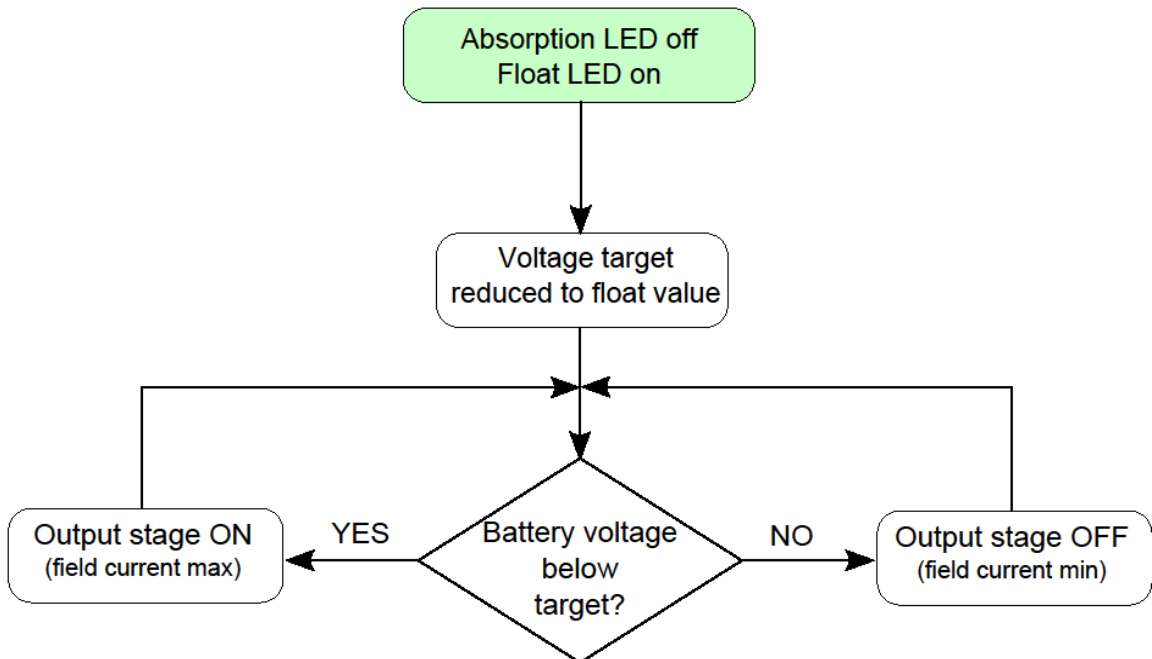 Absorption LED off
Float LED on
Voltage target
reduced to float value
Output stage ON
(field current max)
YES
Battery voltage
below
target?
NO
Output stage OFF
(field current min)